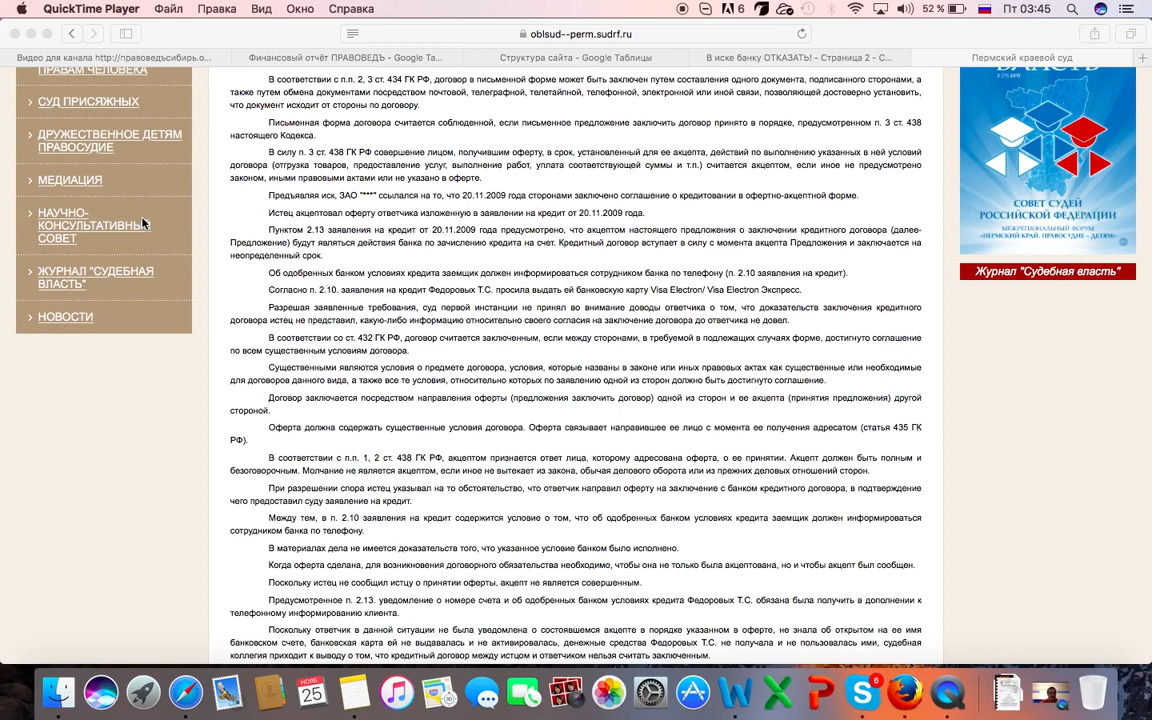 QuickTime Player Файл Правка Вид Окно Справка 6 52 % Пт 03:45
oblsud--perm.sudrf.ru
Видео для канала http://правоведъсибирь.о... Финансовый отчёт ПРАВОВЕДЪ - Google Та... Структура сайта - Google Таблицы В иске банку ОТКАЗАТЬ! - Страница 2 - С... Пермский краевой суд
ПРАВАМ ЧЕЛОВЕКА
СУД ПРИСЯЖНЫХ
ДРУЖЕСТВЕННОЕ ДЕТЯМ
ПРАВОСУДИЕ
МЕДИАЦИЯ
НАУЧНО-
КОНСУЛЬТАТИВНЫЙ
СОВЕТ
ЖУРНАЛ "СУДЕБНАЯ
ВЛАСТЬ"
НОВОСТИ
В соответствии с п.п. 2, 3 ст. 434 ГК РФ, договор в письменной форме может быть заключен путем составления одного документа, подписанного сторонами, а
также путем обмена документами посредством почтовой, телеграфной, телетайпной, телефонной, электронной или иной связи, позволяющей достоверно установить,
что документ исходит от стороны по договору.
Письменная форма договора считается соблюденной, если письменное предложение заключить договор принято в порядке, предусмотренном п. 3 ст. 438
настоящего Кодекса.
В силу п. 3 ст. 438 ГК РФ совершение лицом, получившим оферту, в срок, установленный для ее акцепта, действий по выполнению указанных в ней условий
договора (отгрузка товаров, предоставление услуг, выполнение работ, уплата соответствующей суммы и т.п.) считается акцептом, если иное не предусмотрено
законом, иными правовыми актами или не указано в оферте.
Предъявляя иск, ЗАО "***" ссылался на то, что 20.11.2009 года сторонами заключено соглашение о кредитовании в офертно-акцептной форме.
Истец акцептовал оферту ответчика изложенную в заявлении на кредит от 20.11.2009 года.
Пунктом 2.13 заявления на кредит от 20.11.2009 года предусмотрено, что акцептом настоящего предложения о заключении кредитного договора (далее-
Предложение) будут являться действия банка по зачислению кредита на счет. Кредитный договор вступает в силу с момента акцепта Предложения и заключается на
неопределенный срок.
Об одобренных банком условиях кредита заемщик должен информироваться сотрудником банка по телефону (п. 2.10 заявления на кредит).
Согласно п. 2.10. заявления на кредит Федоровых Т.С. просила выдать ей банковскую карту Visa Electron/ Visa Electron Экспресс.
Разрешая заявленные требования, суд первой инстанции не принял во внимание доводы ответчика о том, что доказательств заключения кредитного
договора истец не представил, какую-либо информацию относительно своего согласия на заключение договора до ответчика не довел.
В соответствии со ст. 432 ГК РФ, договор считается заключенным, если между сторонами, в требуемой в подлежащих случаях форме, достигнуто соглашение
по всем существенным условиям договора.
Существенными являются условия о предмете договора, условия, которые названы в законе или иных правовых актах как существенные или необходимые
для договоров данного вида, а также все те условия, относительно которых по заявлению одной из сторон должно быть достигнуто соглашение.
Договор заключается посредством направления оферты (предложения заключить договор) одной из сторон и ее акцепта (принятия предложения) другой
стороной.
Оферта должна содержать существенные условия договора. Оферта связывает направившее ее лицо с момента ее получения адресатом (статья 435 ГК
РФ).
В соответствии с п.п. 1, 2 ст. 438 ГК РФ, акцептом признается ответ лица, которому адресована оферта, о ее принятии. Акцепт должен быть полным и
безоговорочным. Молчание не является акцептом, если иное не вытекает из закона, обычая делового оборота или из прежних деловых отношений сторон.
При разрешении спора истец указывал на то обстоятельство, что ответчик направил оферту на заключение с банком кредитного договора, в подтверждение
чего предоставил суду заявление на кредит.
Между тем, в п. 2.10 заявления на кредит содержится условие о том, что об одобренных банком условиях кредита заемщик должен информироваться
сотрудником банка по телефону.
В материалах дела не имеется доказательств того, что указанное условие банком было исполнено.
Когда оферта сделана, для возникновения договорного обязательства необходимо, чтобы она не только была акцептована, но и чтобы акцепт был сообщен.
Поскольку истец не сообщил истцу о принятии оферты, акцепт не является совершенным.
Предусмотренное п. 2.13. уведомление о номере счета и об одобренных банком условиях кредита Федоровых Т.С. обязана была получить в дополнении к
телефонному информированию клиента.
Поскольку ответчик в данной ситуации не была уведомлена о состоявшемся акцепте в порядке указанном в оферте, не знала об открытом на ее имя
банковском счете, банковская карта ей не выдавалась и не активировалась, денежные средства Федоровых Т.С. не получала и не пользовалась ими, судебная
коллегия приходит к выводу о том, что кредитный договор между истцом и ответчиком нельзя считать заключенным.
ВЛАСТЬ
СОВЕТ СУДЕЙ
РОССИЙСКОЙ ФЕДЕРАЦИИ
МЕЖРЕГИОНАЛЬНЫЙ ФОРУМ
«ПЕРМСКИЙ КРАЙ. ПРАВОСУДИЕ – ДЕТЯМ»
Журнал "Судебная власть"
НОЯБ.
25
6